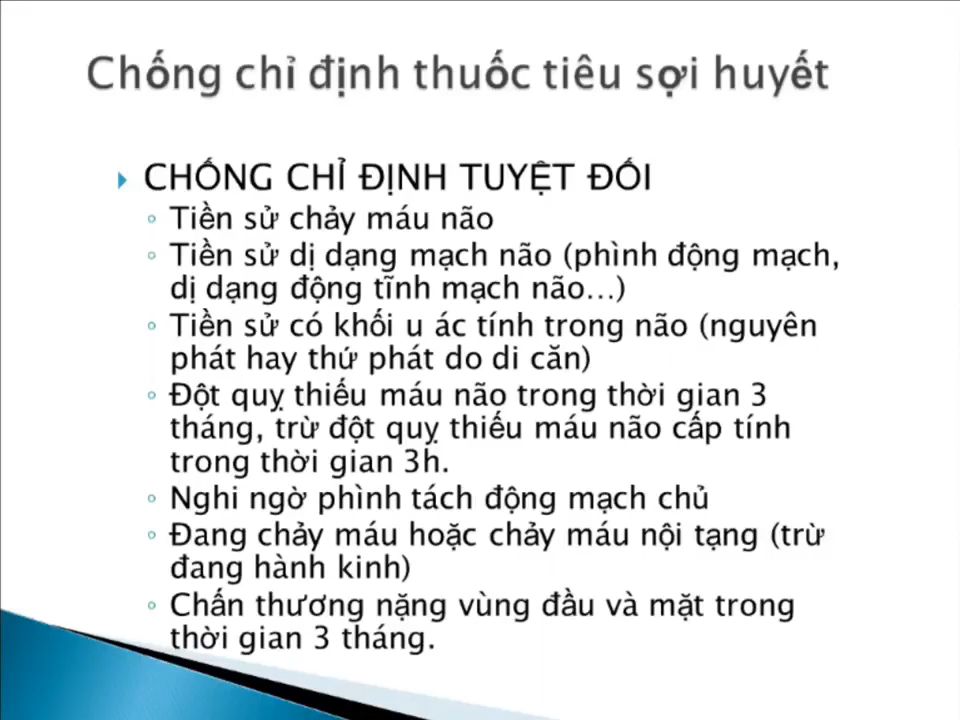 Chống chỉ định thuốc tiêu sợi huyết
CHỐNG CHỈ ĐỊNH TUYỆT ĐỐI
Tiền sử chảy máu não
Tiền sử dị dạng mạch não (phình động mạch,
dị dạng động tĩnh mạch não...)
Tiền sử có khối u ác tính trong não (nguyên
phát hay thứ phát do di căn)
Đột quỵ thiếu máu não trong thời gian 3
tháng, trừ đột quỵ thiếu máu não cấp tính
trong thời gian 3h.
Nghi ngờ phình tách động mạch chủ
Đang chảy máu hoặc chảy máu nội tạng (trừ
đang hành kinh)
Chấn thương nặng vùng đầu và mặt trong
thời gian 3 tháng.